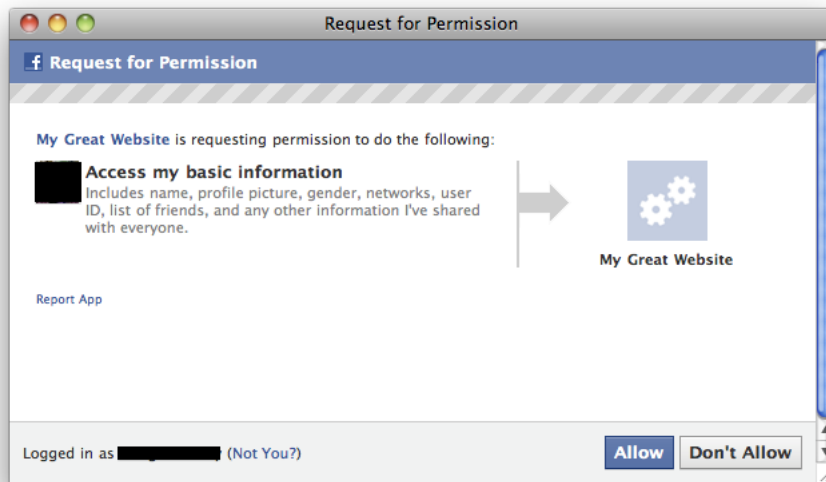 Request for Permission
f Request for Permission
My Great Website is requesting permission to do the following:
Access my basic information
Includes name, profile picture, gender, networks, user
ID, list of friends, and any other information I've shared
with everyone.
My Great Website
Report App
Logged in as (Not You?)
Allow
Don't Allow